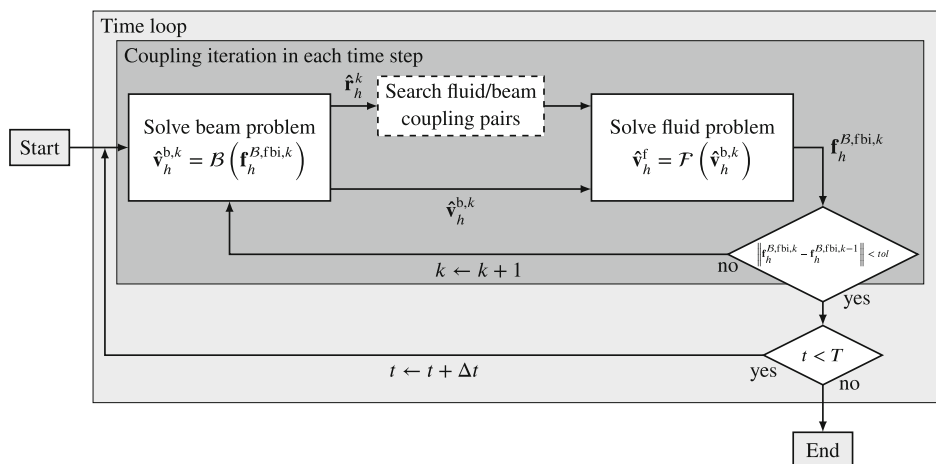 Time loop
Coupling iteration in each time step
r̂_h^k
Search fluid/beam
coupling pairs
Solve beam problem
v̂_h^{b,k} = ℬ(f_h^{ℬ,fbi,k})
Solve fluid problem
v̂_h^f = ℱ(v̂_h^{b,k})
f_h^{ℬ,fbi,k}
Start
v̂_h^{b,k}
‖f_h^{ℬ,fbi,k} − f_h^{ℬ,fbi,k−1}‖ < tol
no
k ← k + 1
yes
t < T
yes
t ← t + Δt
no
End